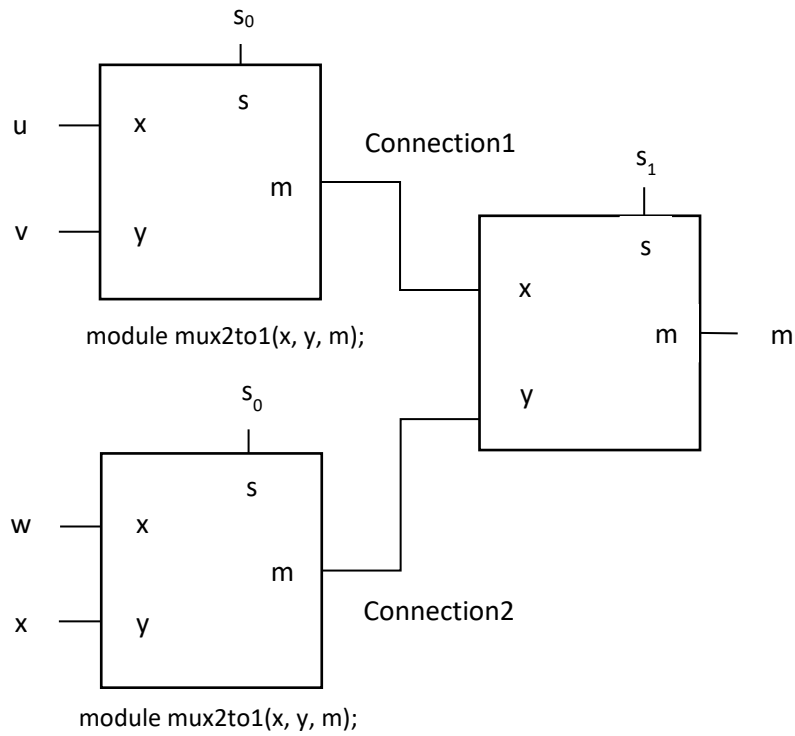 s₀
s
u
x
Connection1
m
v
y
module mux2to1(x, y, m);
s₁
s
x
m
m
y
s₀
s
w
x
m
x
y
Connection2
module mux2to1(x, y, m);